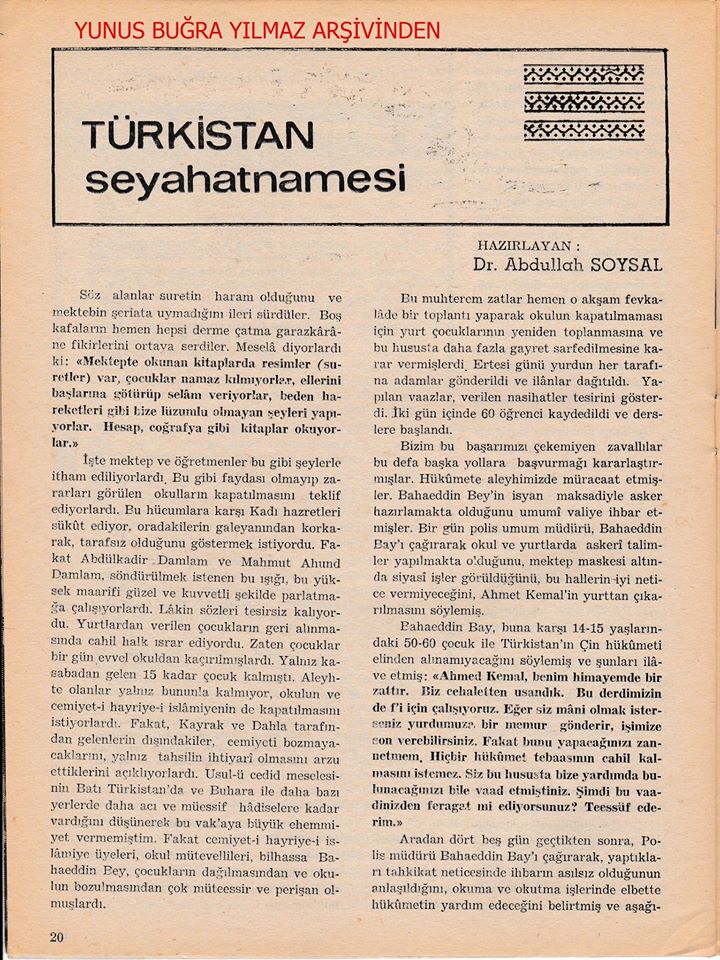 YUNUS BUĞRA YILMAZ ARŞİVİNDEN
TÜRKİSTAN
seyahatnamesi
HAZIRLAYAN :
Dr. Abdullah SOYSAL
Söz alanlar suretin haram olduğunu ve
mektebin şeriata uymadığını ileri sürdüler. Boş
kafaların hemen hepsi derme çatma garazkârâ-
ne fikirlerini ortava serdiler. Meselâ diyorlardı
ki: «Mektepte okunan kitaplarda resimler (su-
retler) var, çocuklar namaz kılmıyorlar, ellerini
başlarına götürüp selâm veriyorlar, beden ha-
reketleri gibi bize lüzumlu olmayan şeyleri yapı-
yorlar. Hesap, coğrafya gibi kitaplar okuyor-
lar.»
İşte mektep ve öğretmenler bu gibi şeylerle
itham ediliyorlardı. Bu gibi faydası olmayıp za-
rarları görülen okulların kapatılmasını teklif
ediyorlardı. Bu hücumlara karşı Kadı hazretleri
sükût ediyor, oradakilerin galeyanından korka-
rak, tarafsız olduğunu göstermek istiyordu. Fa-
kat Abdülkadir Damlam ve Mahmut Ahund
Damlam, söndürülmek istenen bu ışığı, bu yük-
sek maarifi güzel ve kuvvetli şekilde parlatma-
ğa çalışıyorlardı. Lâkin sözleri tesirsiz kalıyor-
du. Yurtlardan verilen çocukların geri alınma-
sında cahil halk ısrar ediyordu. Zaten çocuklar
bir gün evvel okuldan kaçırılmışlardı. Yalnız ka-
sabadan gelen 15 kadar çocuk kalmıştı. Aleyh-
te olanlar yalnız bununla kalmıyor, okulun ve
cemiyet-i hayriye-i islâmiyenin de kapatılmasını
istiyorlardı. Fakat, Kayrak ve Dahla tarafın-
dan gelenlerin dışındakiler, cemiyeti bozmaya-
caklarını, yalnız tahsilin ihtiyarî olmasını arzu
ettiklerini açıklıyorlardı. Usul-ü cedid meselesi-
nin Batı Türkistan'da ve Buhara ile daha bazı
yerlerde daha acı ve müessif hâdiselere kadar
vardığını düşünerek bu vak'aya büyük ehemmi-
yet vermemiştim. Fakat cemiyet-i hayriye-i is-
lâmiye üyeleri, okul mütevellileri, bilhassa Ba-
haeddin Bey, çocukların dağılmasından ve oku-
lun bozulmasından çok müteessir ve perişan ol-
muşlardı.
Bu muhterem zatlar hemen o akşam fevka-
lâde bir toplantı yaparak okulun kapatılmaması
için yurt çocuklarının yeniden toplanmasına ve
bu hususta daha fazla gayret sarfedilmesine ka-
rar vermişlerdi. Ertesi günü yurdun her tarafı-
na adamlar gönderildi ve ilânlar dağıtıldı. Ya-
pılan vaazlar, verilen nasihatler tesirini göster-
di. İki gün içinde 60 öğrenci kaydedildi ve ders-
lere başlandı.
Bizim bu başarımızı çekemiyen zavallılar
bu defa başka yollara başvurmağı kararlaştır-
mışlar. Hükûmete aleyhimizde müracaat etmiş-
ler. Bahaeddin Bey'in isyan maksadiyle asker
hazırlamakta olduğunu umumî valiye ihbar et-
mişler. Bir gün polis umum müdürü, Bahaeddin
Bay'ı çağırarak okul ve yurtlarda askerî talim-
ler yapılmakta olduğunu, mektep maskesi altın-
da siyasî işler görüldüğünü, bu hallerin iyi neti-
ce vermiyeceğini, Ahmet Kemal'in yurttan çıka-
rılmasını söylemiş.
Bahaeddin Bay, buna karşı 14-15 yaşların-
daki 50-60 çocuk ile Türkistan'ın Çin hükûmeti
elinden alınamıyacağını söylemiş ve şunları ilâ-
ve etmiş: «Ahmed Kemal, benim himayemde bir
zattır. Biz cehaletten usandık. Bu derdimizin
de f'i için çalışıyoruz. Eğer siz mâni olmak ister-
seniz yurdumuza bir memur gönderir, işimize
son verebilirsiniz. Fakat bunu yapacağınızı zan-
netmem, Hiçbir hükûmet tebaasının cahil kal-
masını istemez. Siz bu hususta bize yardımda bu-
lunacağınızı bile vaad etmiştiniz. Şimdi bu vaa-
dinizden feragat mi ediyorsunuz? Teessüf ede-
rim.»
Aradan dört beş gün geçtikten sonra, Po-
lis müdürü Bahaeddin Bay'ı çağırarak, yaptıkla-
rı tahkikat neticesinde ihbarın asılsız olduğunun
anlaşıldığını, okuma ve okutma işlerinde elbette
hükûmetin yardım edeceğini belirtmiş ve aşağı-
20